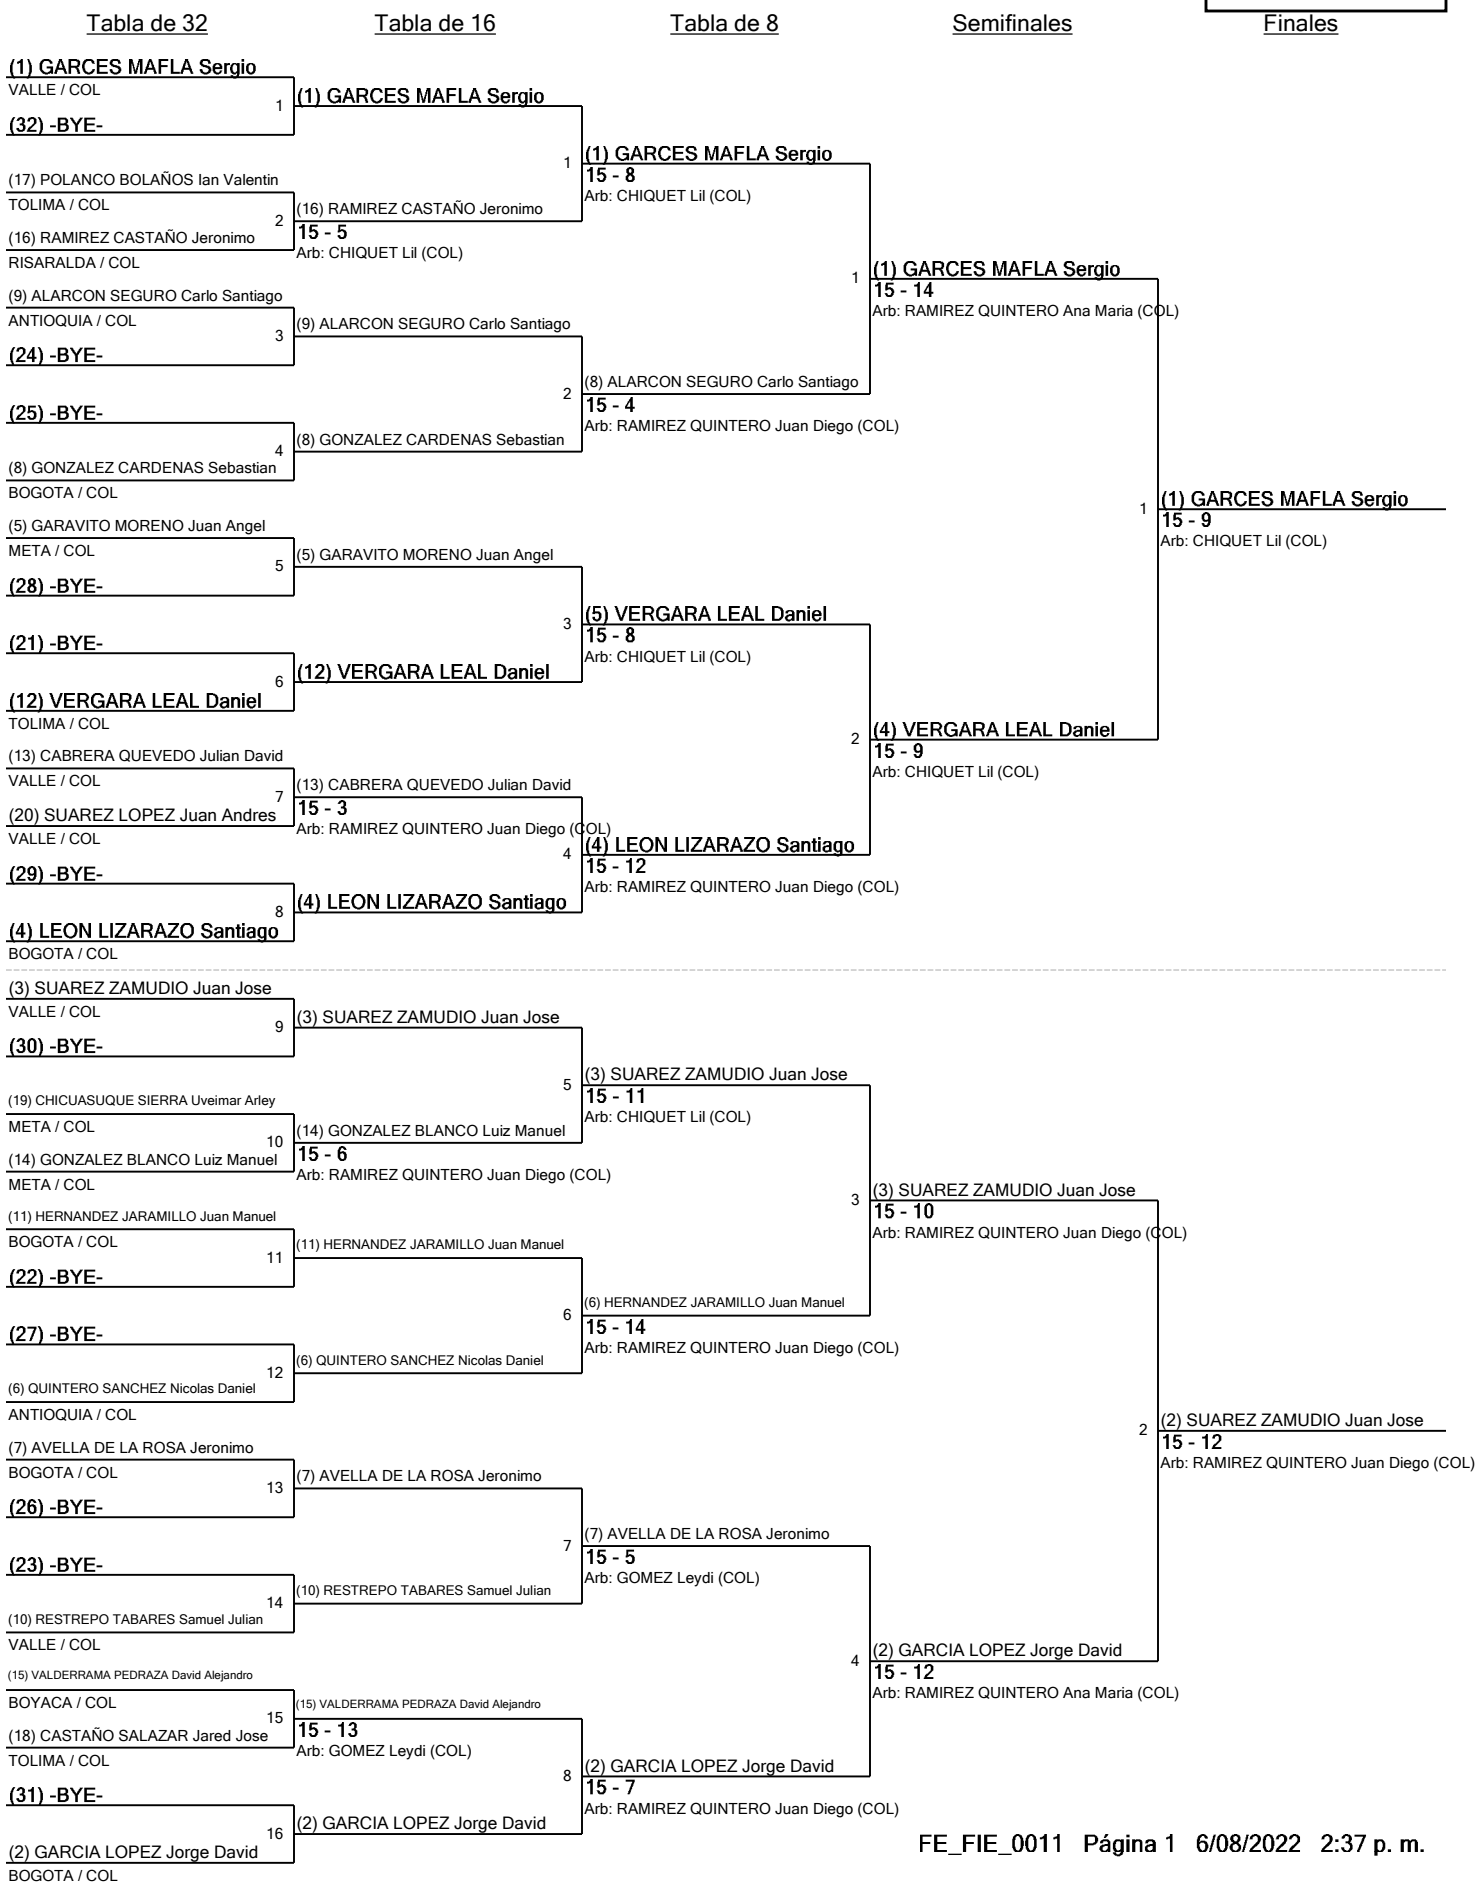 Tabla de 32
Tabla de 16
Tabla de 8
Semifinales
Finales
(1) GARCES MAFLA Sergio
VALLE / COL
1
(32) -BYE-
(17) POLANCO BOLAÑOS Ian Valentin
TOLIMA / COL
2
(16) RAMIREZ CASTAÑO Jeronimo
RISARALDA / COL
(9) ALARCON SEGURO Carlo Santiago
ANTIOQUIA / COL
3
(24) -BYE-
(25) -BYE-
4
(8) GONZALEZ CARDENAS Sebastian
BOGOTA / COL
(5) GARAVITO MORENO Juan Angel
META / COL
5
(28) -BYE-
(21) -BYE-
6
(12) VERGARA LEAL Daniel
TOLIMA / COL
(13) CABRERA QUEVEDO Julian David
VALLE / COL
7
(20) SUAREZ LOPEZ Juan Andres
VALLE / COL
(29) -BYE-
8
(4) LEON LIZARAZO Santiago
BOGOTA / COL
(3) SUAREZ ZAMUDIO Juan Jose
VALLE / COL
9
(30) -BYE-
(19) CHICUASUQUE SIERRA Uveimar Arley
META / COL
10
(14) GONZALEZ BLANCO Luiz Manuel
META / COL
(11) HERNANDEZ JARAMILLO Juan Manuel
BOGOTA / COL
11
(22) -BYE-
(27) -BYE-
12
(6) QUINTERO SANCHEZ Nicolas Daniel
ANTIOQUIA / COL
(7) AVELLA DE LA ROSA Jeronimo
BOGOTA / COL
13
(26) -BYE-
(23) -BYE-
14
(10) RESTREPO TABARES Samuel Julian
VALLE / COL
(15) VALDERRAMA PEDRAZA David Alejandro
BOYACA / COL
15
(18) CASTAÑO SALAZAR Jared Jose
TOLIMA / COL
(31) -BYE-
16
(2) GARCIA LOPEZ Jorge David
BOGOTA / COL
(1) GARCES MAFLA Sergio
1
(16) RAMIREZ CASTAÑO Jeronimo
15 - 5
Arb: CHIQUET Lil (COL)
(9) ALARCON SEGURO Carlo Santiago
2
(8) GONZALEZ CARDENAS Sebastian
(5) GARAVITO MORENO Juan Angel
3
(12) VERGARA LEAL Daniel
(13) CABRERA QUEVEDO Julian David
15 - 3
Arb: RAMIREZ QUINTERO Juan Diego (COL)
4
(4) LEON LIZARAZO Santiago
(3) SUAREZ ZAMUDIO Juan Jose
5
(14) GONZALEZ BLANCO Luiz Manuel
15 - 6
Arb: RAMIREZ QUINTERO Juan Diego (COL)
(11) HERNANDEZ JARAMILLO Juan Manuel
6
(6) QUINTERO SANCHEZ Nicolas Daniel
(7) AVELLA DE LA ROSA Jeronimo
7
(10) RESTREPO TABARES Samuel Julian
(15) VALDERRAMA PEDRAZA David Alejandro
15 - 13
Arb: GOMEZ Leydi (COL)
8
(2) GARCIA LOPEZ Jorge David
(1) GARCES MAFLA Sergio
15 - 8
Arb: CHIQUET Lil (COL)
1
(8) ALARCON SEGURO Carlo Santiago
15 - 4
Arb: RAMIREZ QUINTERO Juan Diego (COL)
(5) VERGARA LEAL Daniel
15 - 8
Arb: CHIQUET Lil (COL)
2
(4) LEON LIZARAZO Santiago
15 - 12
Arb: RAMIREZ QUINTERO Juan Diego (COL)
(3) SUAREZ ZAMUDIO Juan Jose
15 - 11
Arb: CHIQUET Lil (COL)
3
(6) HERNANDEZ JARAMILLO Juan Manuel
15 - 14
Arb: RAMIREZ QUINTERO Juan Diego (COL)
(7) AVELLA DE LA ROSA Jeronimo
15 - 5
Arb: GOMEZ Leydi (COL)
4
(2) GARCIA LOPEZ Jorge David
15 - 7
Arb: RAMIREZ QUINTERO Juan Diego (COL)
(1) GARCES MAFLA Sergio
15 - 14
Arb: RAMIREZ QUINTERO Ana Maria (COL)
1
(4) VERGARA LEAL Daniel
15 - 9
Arb: CHIQUET Lil (COL)
(3) SUAREZ ZAMUDIO Juan Jose
15 - 10
Arb: RAMIREZ QUINTERO Juan Diego (COL)
2
(2) GARCIA LOPEZ Jorge David
15 - 12
Arb: RAMIREZ QUINTERO Ana Maria (COL)
(1) GARCES MAFLA Sergio
15 - 9
Arb: CHIQUET Lil (COL)
(2) SUAREZ ZAMUDIO Juan Jose
15 - 12
Arb: RAMIREZ QUINTERO Juan Diego (COL)
FE_FIE_0011 Página 1 6/08/2022 2:37 p. m.